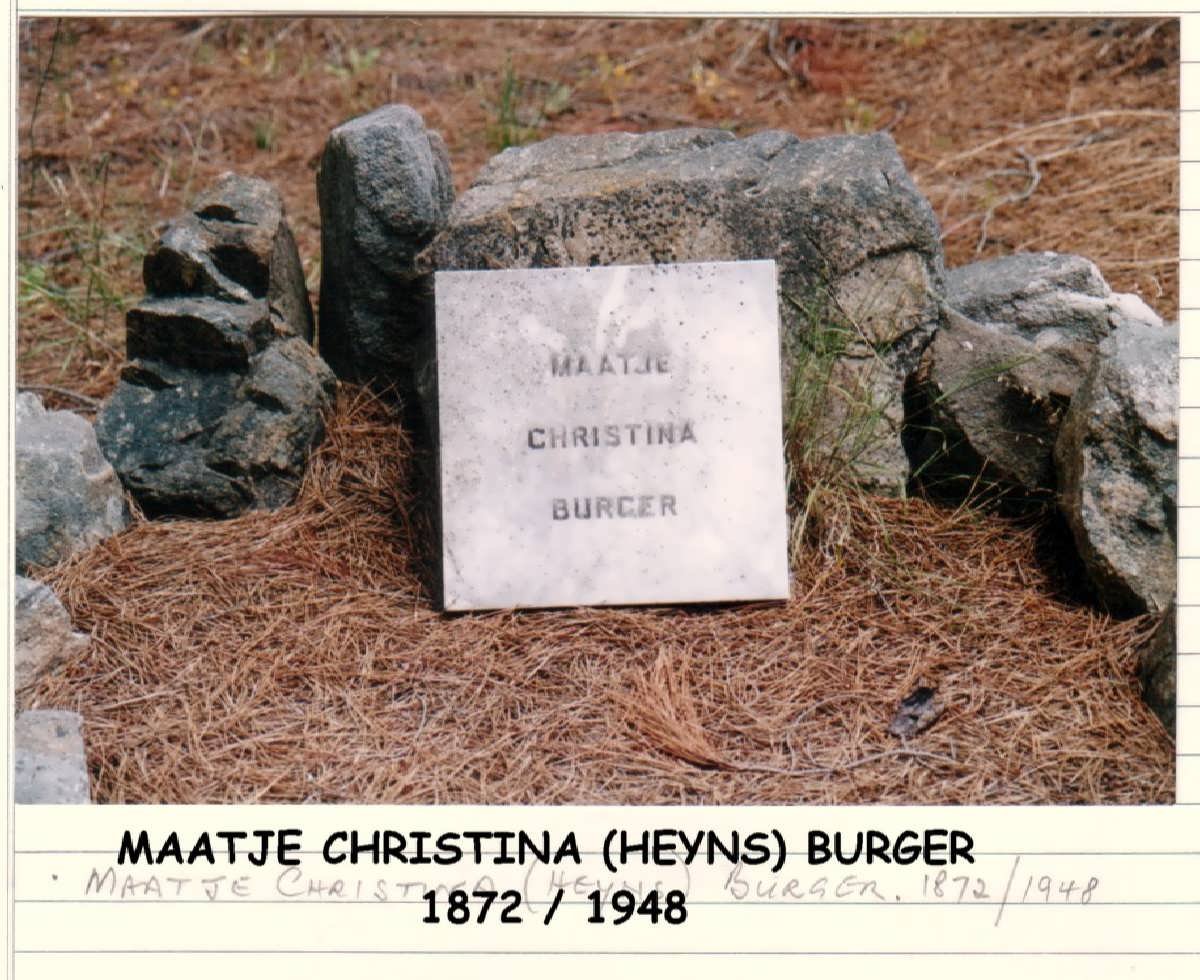 MAATJE
CHRISTINA
BURGER
MAATJE CHRISTINA (HEYNS) BURGER
MAATJE CHRISTINA (HEYNS) BURGER. 1872/1948
1872 / 1948